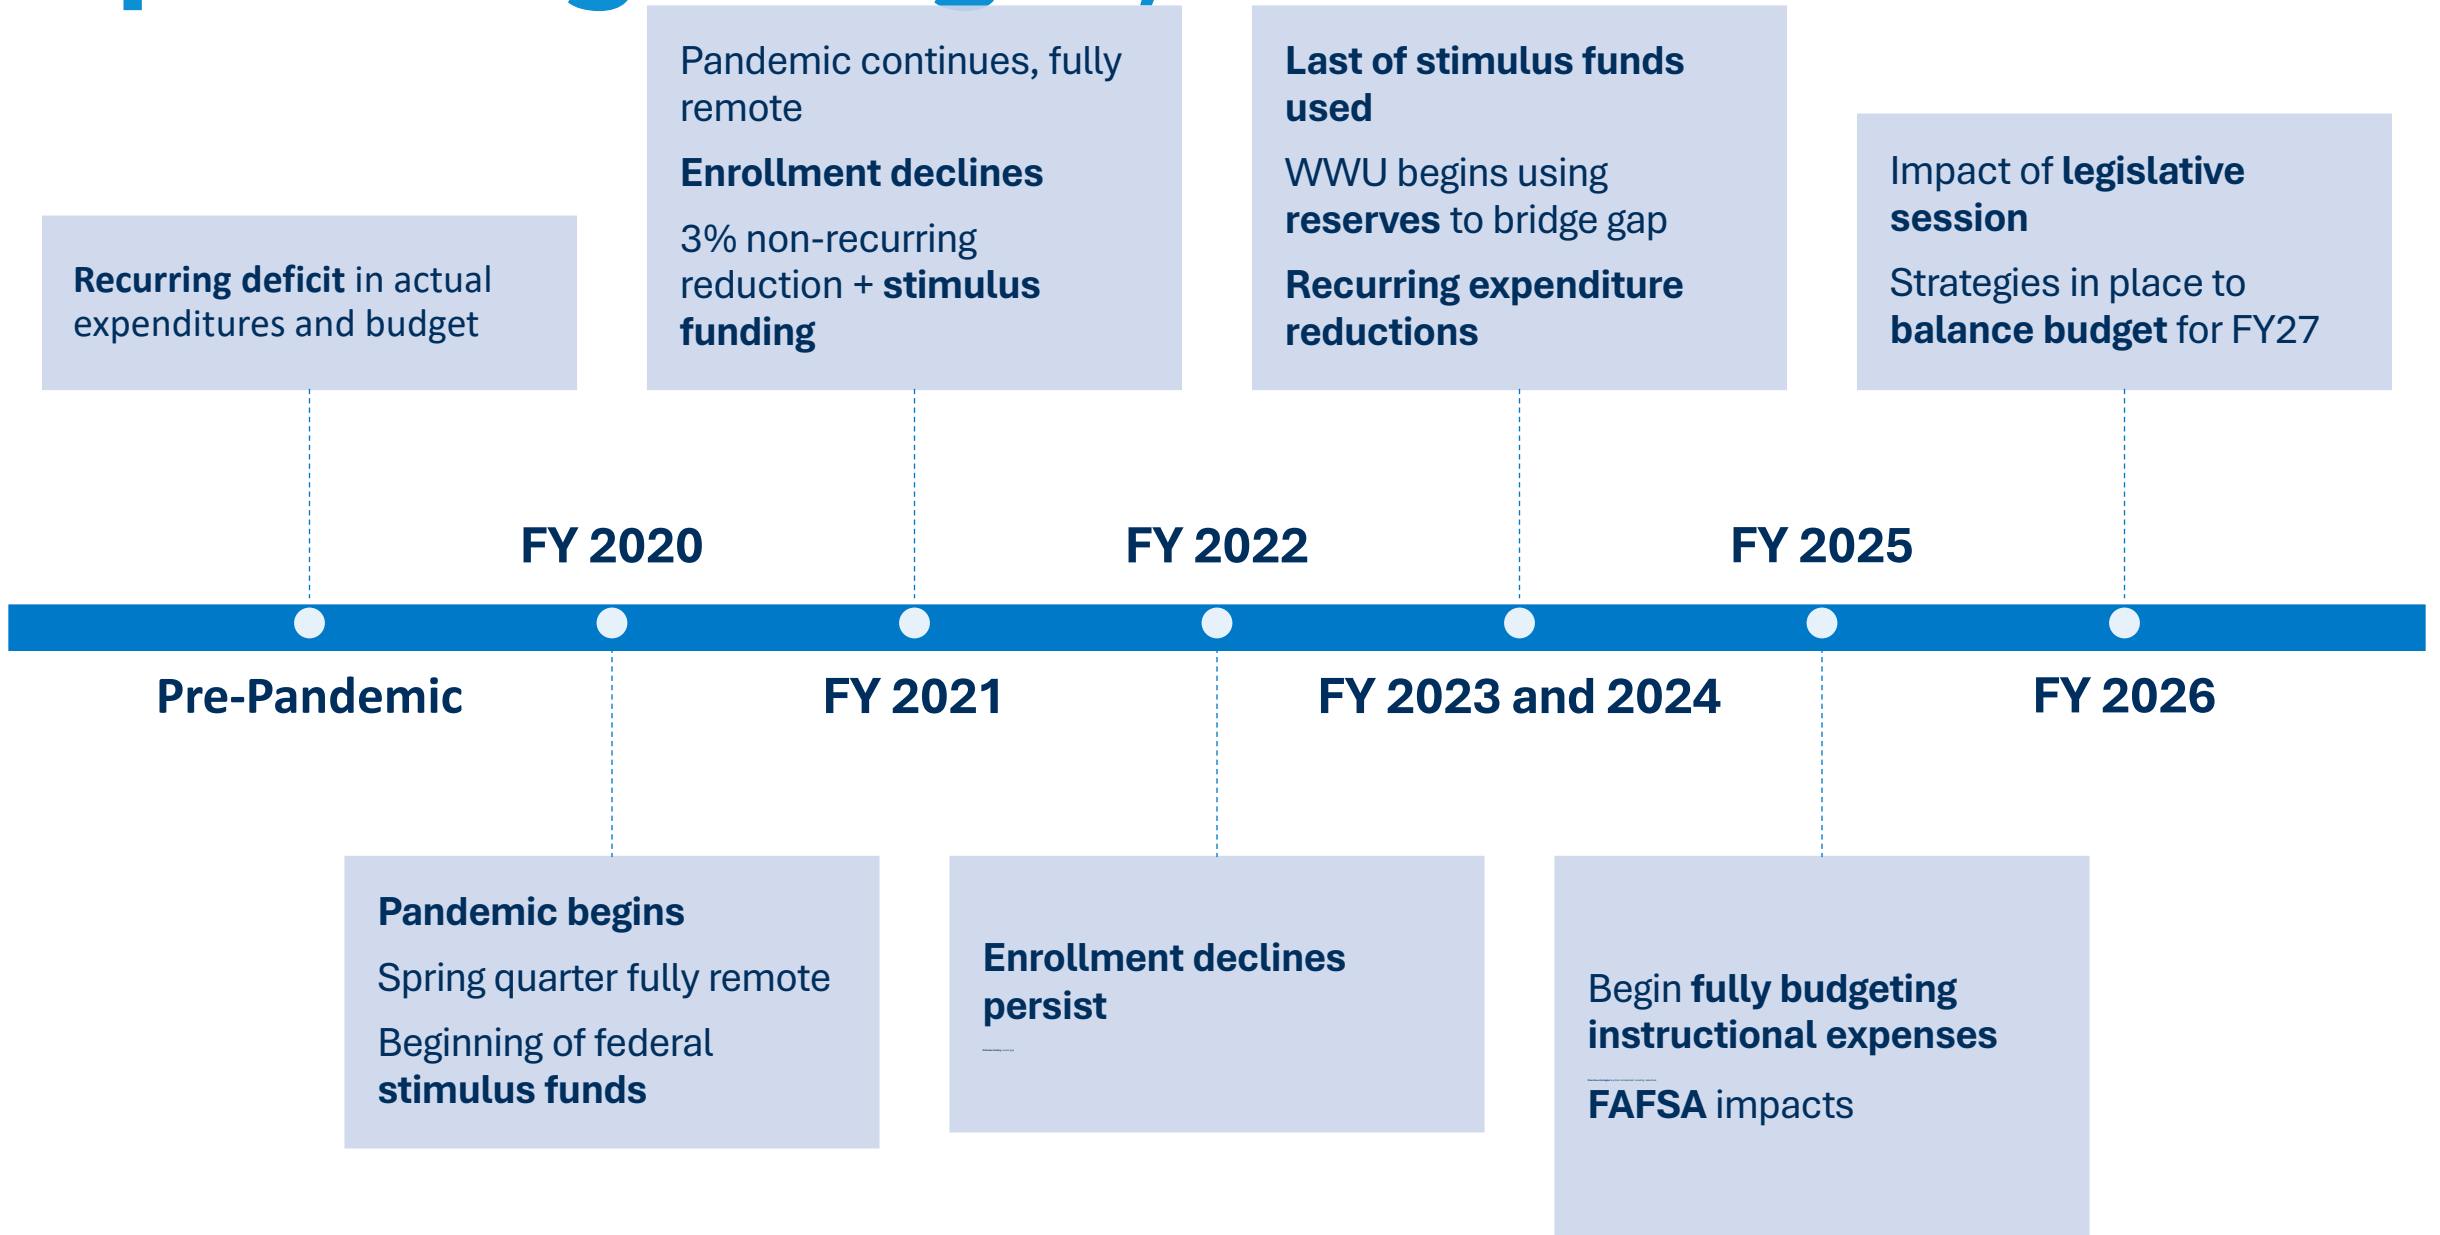 Pandemic continues, fully
remote
Enrollment declines
3% non-recurring
reduction + stimulus
funding
Last of stimulus funds
used
WWU begins using
reserves to bridge gap
Recurring expenditure
reductions
Impact of legislative
session
Strategies in place to
balance budget for FY27
Recurring deficit in actual
expenditures and budget
FY 2020
FY 2022
FY 2025
Pre-Pandemic
FY 2021
FY 2023 and 2024
FY 2026
Pandemic begins
Spring quarter fully remote
Beginning of federal
stimulus funds
Enrollment declines
persist
Begin fully budgeting
instructional expenses
FAFSA impacts